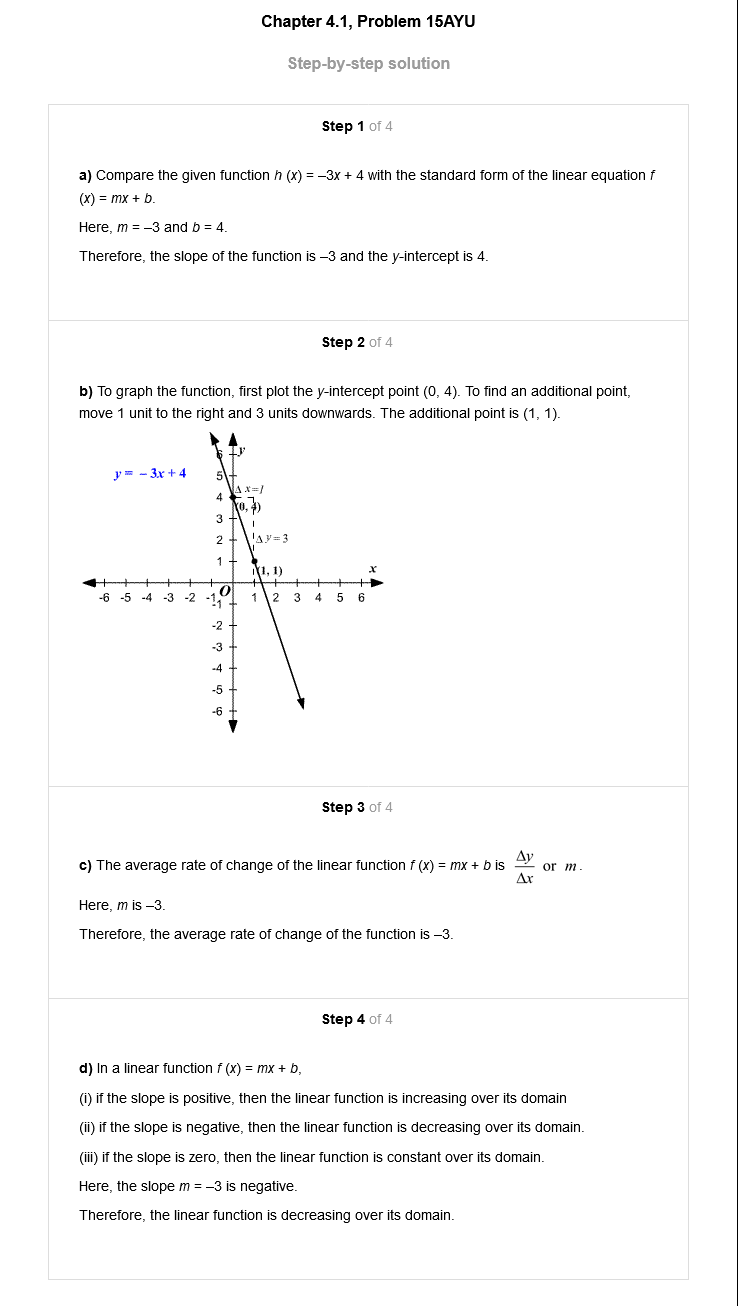 Chapter 4.1, Problem 15AYU
Step-by-step solution
Step 1 of 4
a) Compare the given function h (x) = –3x + 4 with the standard form of the linear equation f
(x) = mx + b.
Here, m = –3 and b = 4.
Therefore, the slope of the function is –3 and the y-intercept is 4.
Step 2 of 4
b) To graph the function, first plot the y-intercept point (0, 4). To find an additional point,
move 1 unit to the right and 3 units downwards. The additional point is (1, 1).
y
6
y = − 3x + 4
5
Δ x=1
4
(0, 4)
3
2
Δ y=3
1
(1, 1)
x
O
-6 -5 -4 -3 -2 -1 1 2 3 4 5 6
-1
-2
-3
-4
-5
-6
Step 3 of 4
c) The average rate of change of the linear function f (x) = mx + b is Δy/Δx or m.
Here, m is –3.
Therefore, the average rate of change of the function is –3.
Step 4 of 4
d) In a linear function f (x) = mx + b,
(i) if the slope is positive, then the linear function is increasing over its domain
(ii) if the slope is negative, then the linear function is decreasing over its domain.
(iii) if the slope is zero, then the linear function is constant over its domain.
Here, the slope m = –3 is negative.
Therefore, the linear function is decreasing over its domain.